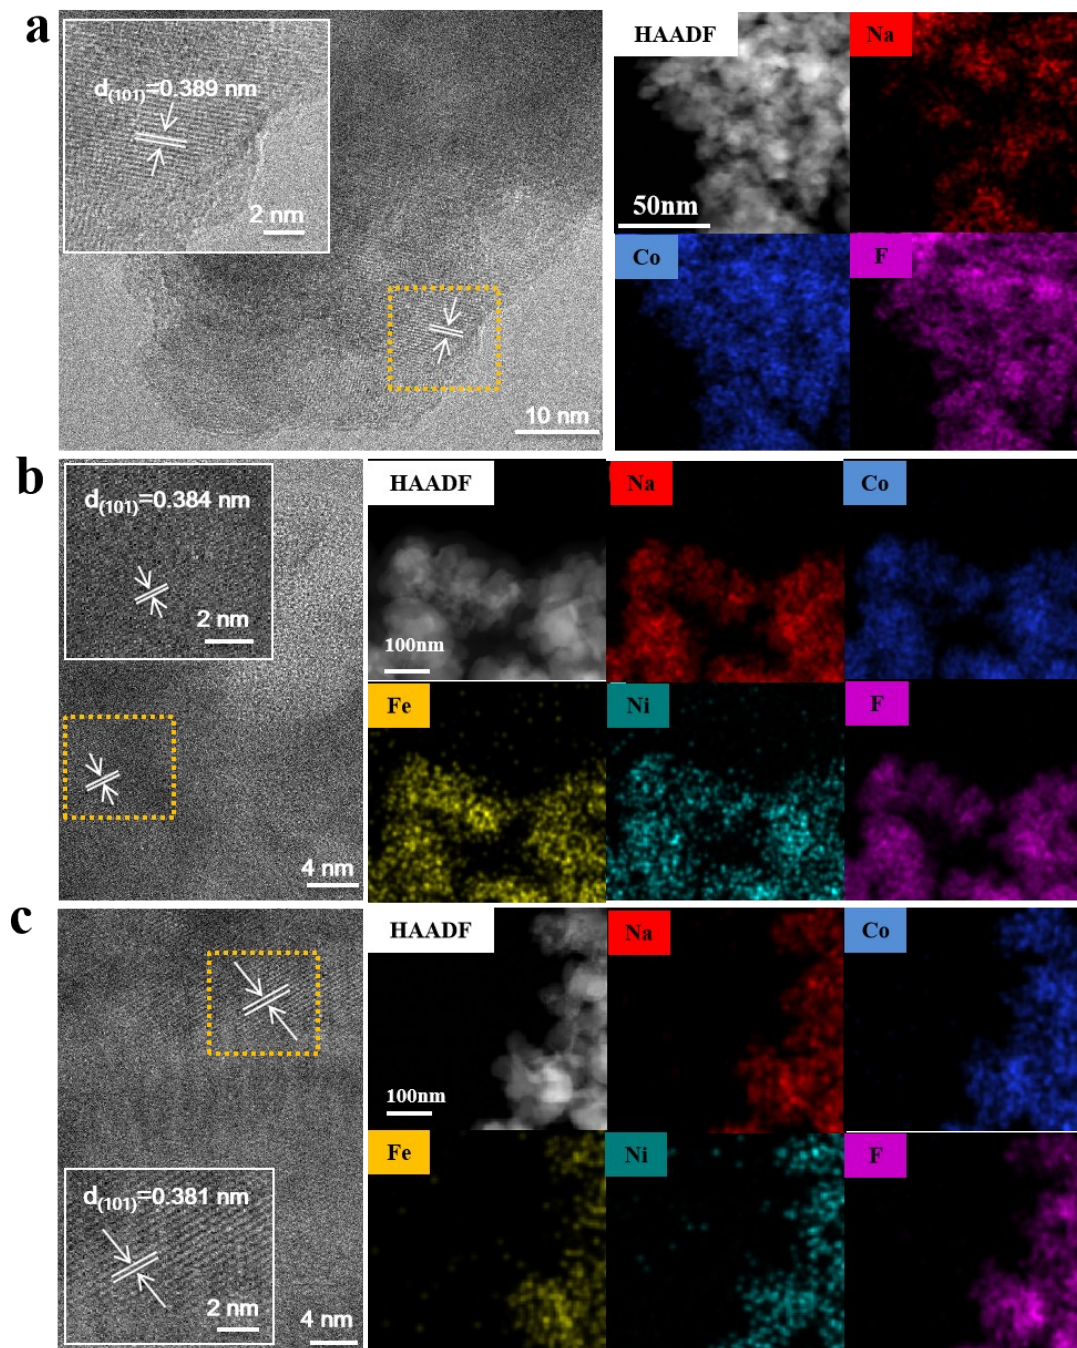 a
d(101)=0.389 nm
2 nm
10 nm
HAADF
Na
50nm
Co
F
b
d(101)=0.384 nm
2 nm
4 nm
HAADF
Na
Co
100nm
Fe
Ni
F
c
d(101)=0.381 nm
2 nm
4 nm
HAADF
Na
Co
100nm
Fe
Ni
F